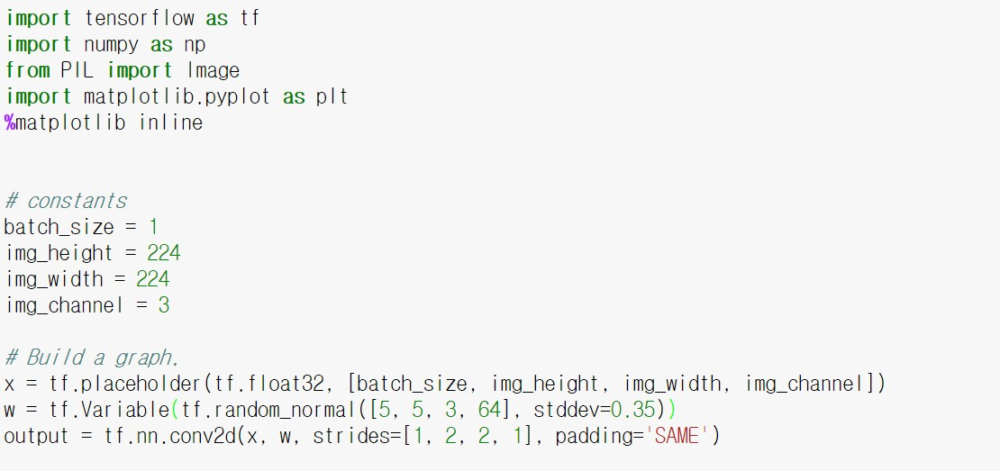 import tensorflow as tf
import numpy as np
from PIL import Image
import matplotlib.pyplot as plt
%matplotlib inline
# constants
batch_size = 1
img_height = 224
img_width = 224
img_channel = 3
# Build a graph.
x = tf.placeholder(tf.float32, [batch_size, img_height, img_width, img_channel])
w = tf.Variable(tf.random_normal([5, 5, 3, 64], stddev=0.35))
output = tf.nn.conv2d(x, w, strides=[1, 2, 2, 1], padding='SAME')